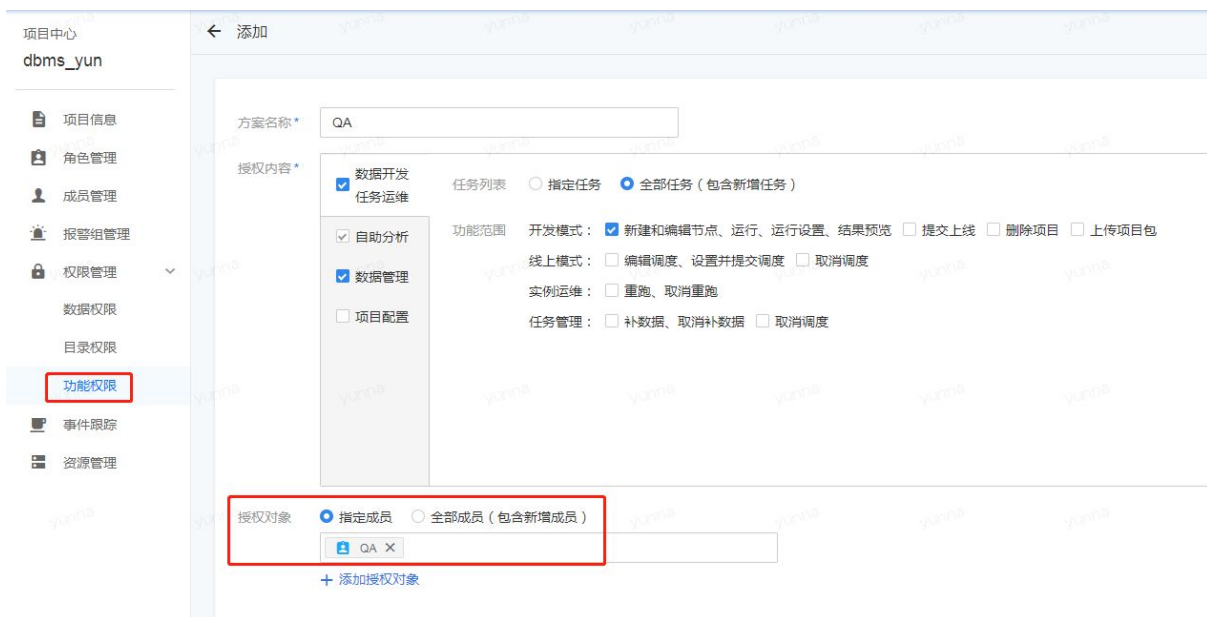 项目中心
dbms_yun
项目信息
角色管理
成员管理
报警组管理
权限管理
数据权限
目录权限
功能权限
事件跟踪
资源管理
← 添加
方案名称* QA
授权内容*
数据开发
任务运维
自助分析
数据管理
项目配置
任务列表 指定任务 全部任务（包含新增任务）
功能范围 开发模式： 新建和编辑节点、运行、运行设置、结果预览 提交上线 删除项目 上传项目包
线上模式： 编辑调度、设置并提交调度 取消调度
实例运维： 重跑、取消重跑
任务管理： 补数据、取消补数据 取消调度
授权对象 指定成员 全部成员（包含新增成员）
QA ×
+ 添加授权对象
yunna